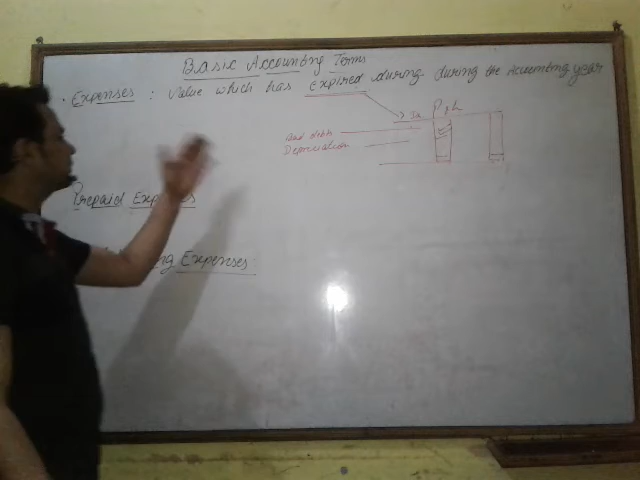 Basic Accounting Terms
Expenses : Value which has Expired during during the Accounting year
Bad debts
Depreciation
Prepaid Expenses
Expenses